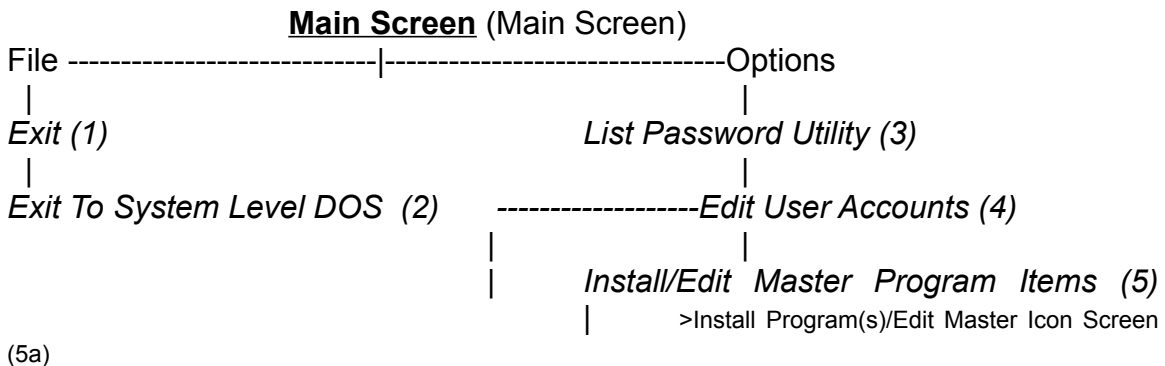 Main Screen (Main Screen)
File ----------------------------|-------------------------------Options
| |
Exit (1) List Password Utility (3)
| |
Exit To System Level DOS (2) -------------------Edit User Accounts (4)
| |
| Install/Edit Master Program Items (5)
| >Install Program(s)/Edit Master Icon Screen
(5a)